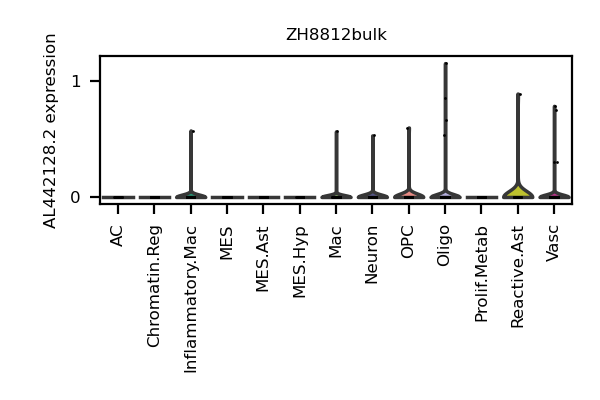 ZH8812bulk
AL442128.2 expression
1
0
AC
Chromatin.Reg
Inflammatory.Mac
MES
MES.Ast
MES.Hyp
Mac
Neuron
OPC
Oligo
Prolif.Metab
Reactive.Ast
Vasc